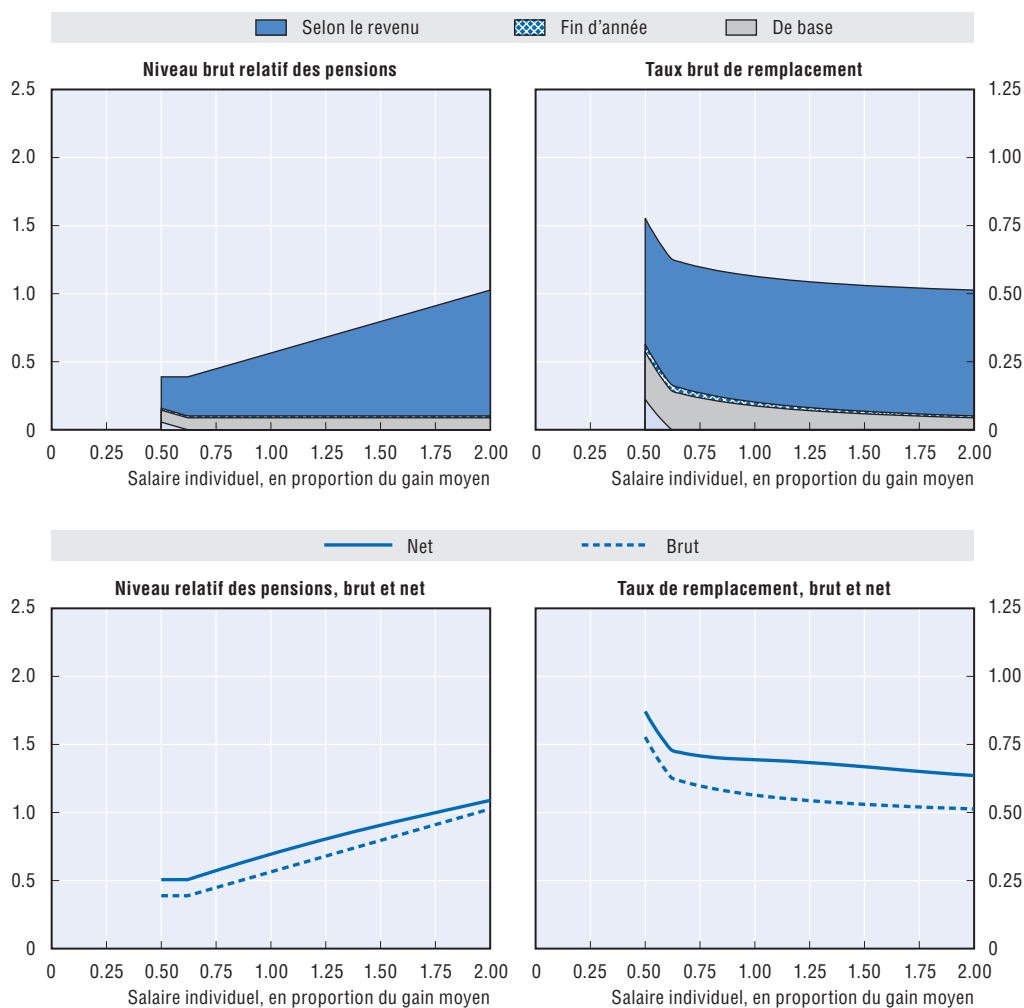 Selon le revenu Fin d'année De base
Niveau brut relatif des pensions
2.5
2.0
1.5
1.0
0.5
0
0 0.25 0.50 0.75 1.00 1.25 1.50 1.75 2.00
Salaire individuel, en proportion du gain moyen
Taux brut de remplacement
1.25
1.00
0.75
0.50
0.25
0
0 0.25 0.50 0.75 1.00 1.25 1.50 1.75 2.00
Salaire individuel, en proportion du gain moyen
Net Brut
Niveau relatif des pensions, brut et net
2.5
2.0
1.5
1.0
0.5
0
0 0.25 0.50 0.75 1.00 1.25 1.50 1.75 2.00
Salaire individuel, en proportion du gain moyen
Taux de remplacement, brut et net
1.25
1.00
0.75
0.50
0.25
0
0 0.25 0.50 0.75 1.00 1.25 1.50 1.75 2.00
Salaire individuel, en proportion du gain moyen